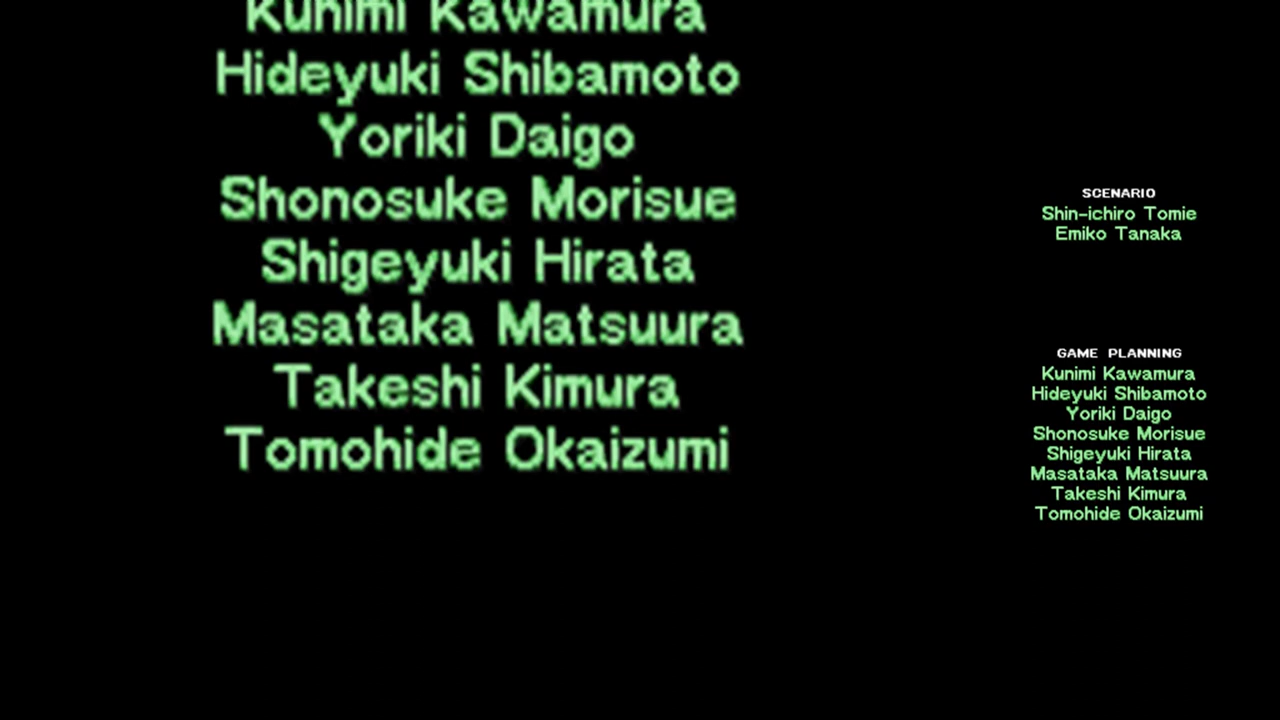 Kunimi Kawamura
Hideyuki Shibamoto
Yoriki Daigo
Shonosuke Morisue
Shigeyuki Hirata
Masataka Matsuura
Takeshi Kimura
Tomohide Okaizumi
SCENARIO
Shin-ichiro Tomie
Emiko Tanaka
GAME PLANNING
Kunimi Kawamura
Hideyuki Shibamoto
Yoriki Daigo
Shonosuke Morisue
Shigeyuki Hirata
Masataka Matsuura
Takeshi Kimura
Tomohide Okaizumi